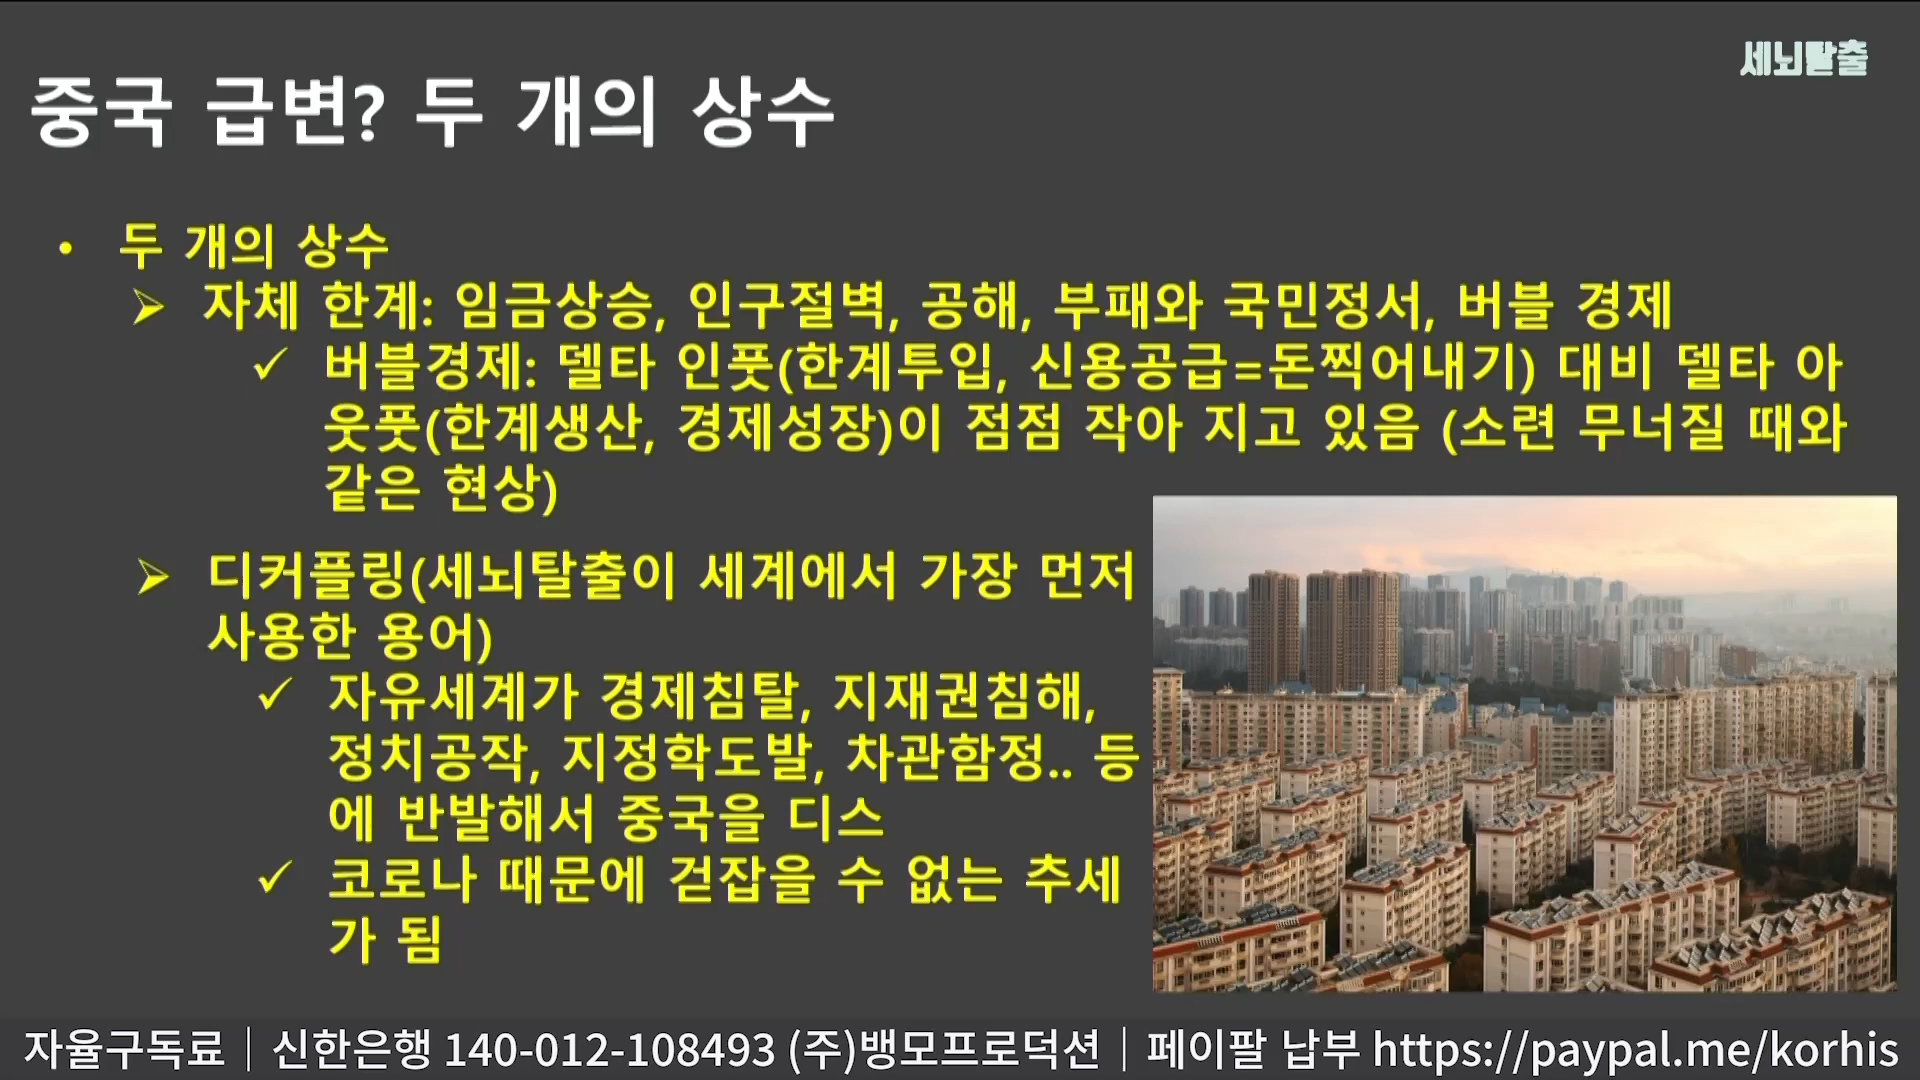 세뇌탈출
중국 급변? 두 개의 상수
• 두 개의 상수
➢ 자체 한계: 임금상승, 인구절벽, 공해, 부패와 국민정서, 버블 경제
✓ 버블경제: 델타 인풋(한계투입, 신용공급=돈찍어내기) 대비 델타 아
웃풋(한계생산, 경제성장)이 점점 작아 지고 있음 (소련 무너질 때와
같은 현상)
➢ 디커플링(세뇌탈출이 세계에서 가장 먼저
사용한 용어)
✓ 자유세계가 경제침탈, 지재권침해,
정치공작, 지정학도발, 차관함정.. 등
에 반발해서 중국을 디스
✓ 코로나 때문에 걷잡을 수 없는 추세
가 됨
자율구독료｜신한은행 140-012-108493 (주)뱅모프로덕션｜페이팔 납부 https://paypal.me/korhis